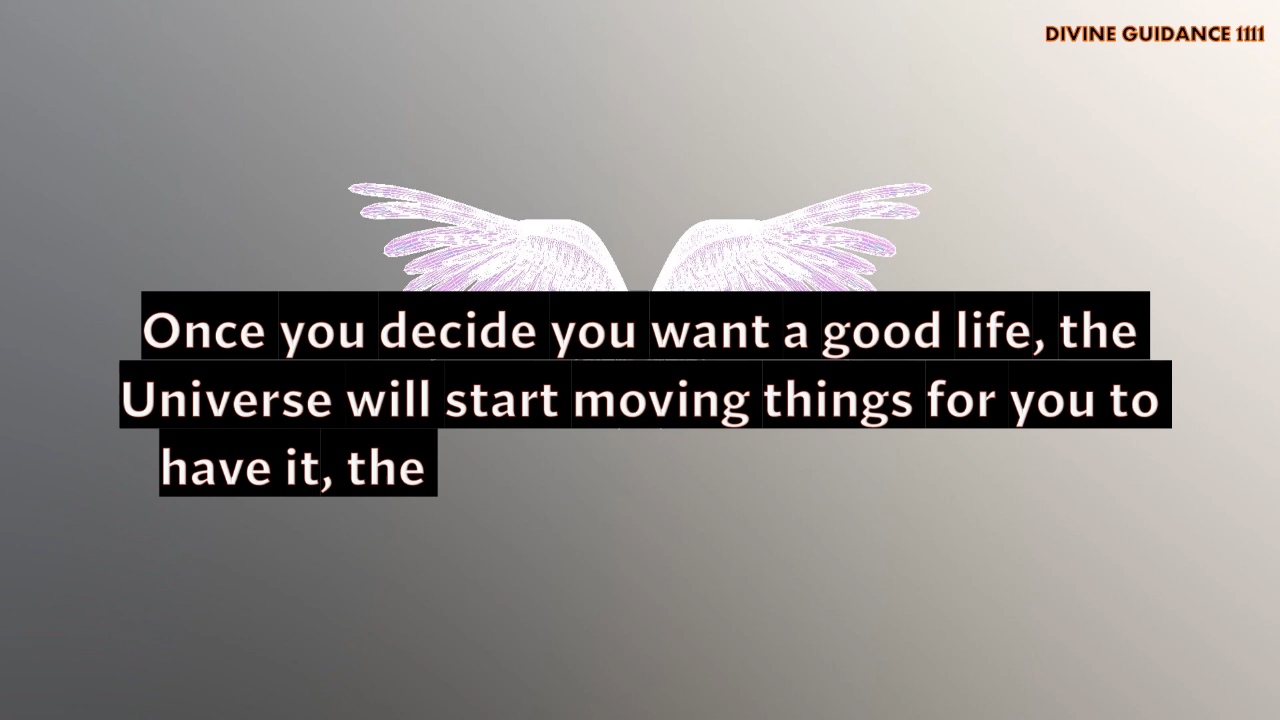 DIVINE GUIDANCE 1111
Once you decide you want a good life, the
Universe will start moving things for you to
have it, the